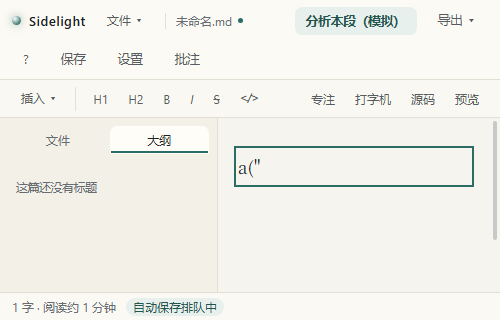 Sidelight 文件 未命名.md 分析本段（模拟） 导出
? 保存 设置 批注
插入 H1 H2 B I S </> 专注 打字机 源码 预览
文件 大纲
这篇还没有标题
a("
1 字 · 阅读约 1 分钟 自动保存排队中